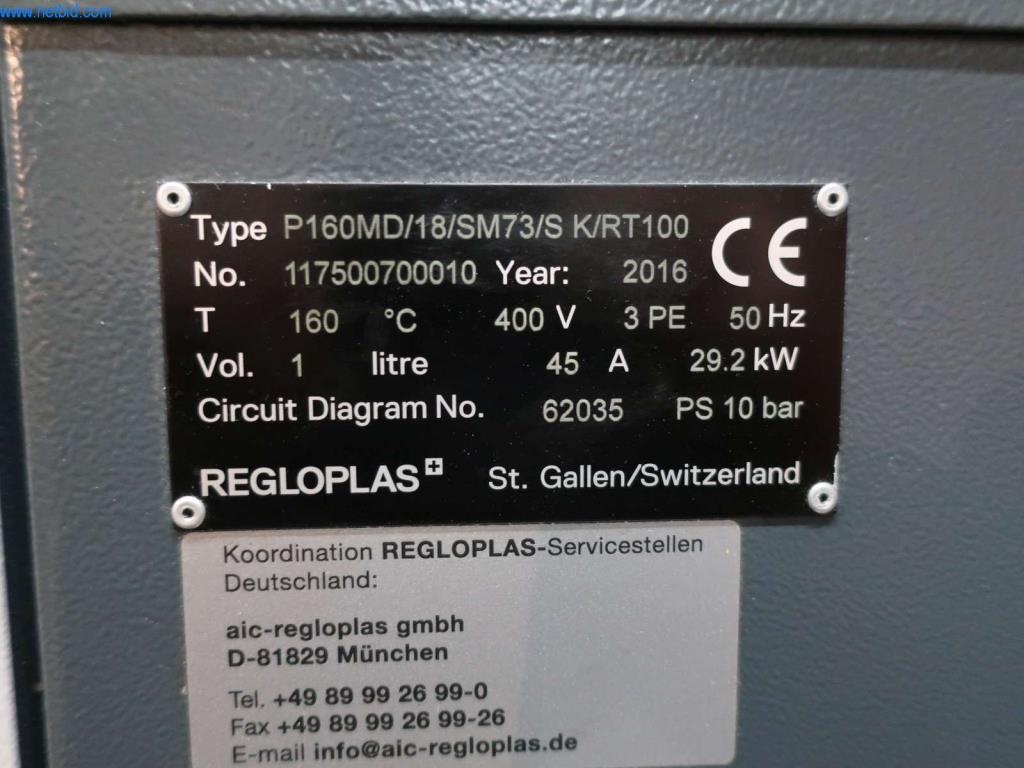 www.netbid.com
Type P160MD/18/SM73/S K/RT100 CE
No. 117500700010 Year: 2016
T 160 °C 400 V 3 PE 50 Hz
Vol. 1 litre 45 A 29.2 kW
Circuit Diagram No. 62035 PS 10 bar
REGLOPLAS+ St. Gallen/Switzerland
Koordination REGLOPLAS-Servicestellen
Deutschland:
aic-regloplas gmbh
D-81829 München
Tel. +49 89 99 26 99-0
Fax +49 89 99 26 99-26
E-mail info@aic-regloplas.de